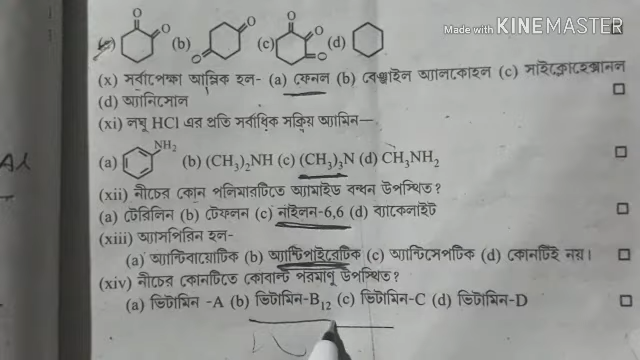 Made with KINEMASTER
(b) (c) (d)
(x) সর্বাপেক্ষা আম্লিক হল- (a) ফেনল (b) বেঞ্জাইল অ্যালকোহল (c) সাইক্লোহেক্সানল
(d) অ্যানিসোল
(xi) লঘু HCl এর প্রতি সর্বাধিক সক্রিয় অ্যামিন—
(a) NH₂ (b) (CH₃)₂NH (c) (CH₃)₃N (d) CH₃NH₂
(xii) নীচের কোন পলিমারটিতে অ্যামাইড বন্ধন উপস্থিত?
(a) টেরিলিন (b) টেফলন (c) নাইলন-6,6 (d) ব্যাকেলাইট
(xiii) অ্যাসপিরিন হল-
(a) অ্যান্টিবায়োটিক (b) অ্যান্টিপাইরেটিক (c) অ্যান্টিসেপটিক (d) কোনটিই নয়।
(xiv) নীচের কোনটিতে কোবাল্ট পরমাণু উপস্থিত?
(a) ভিটামিন -A (b) ভিটামিন-B₁₂ (c) ভিটামিন-C (d) ভিটামিন-D